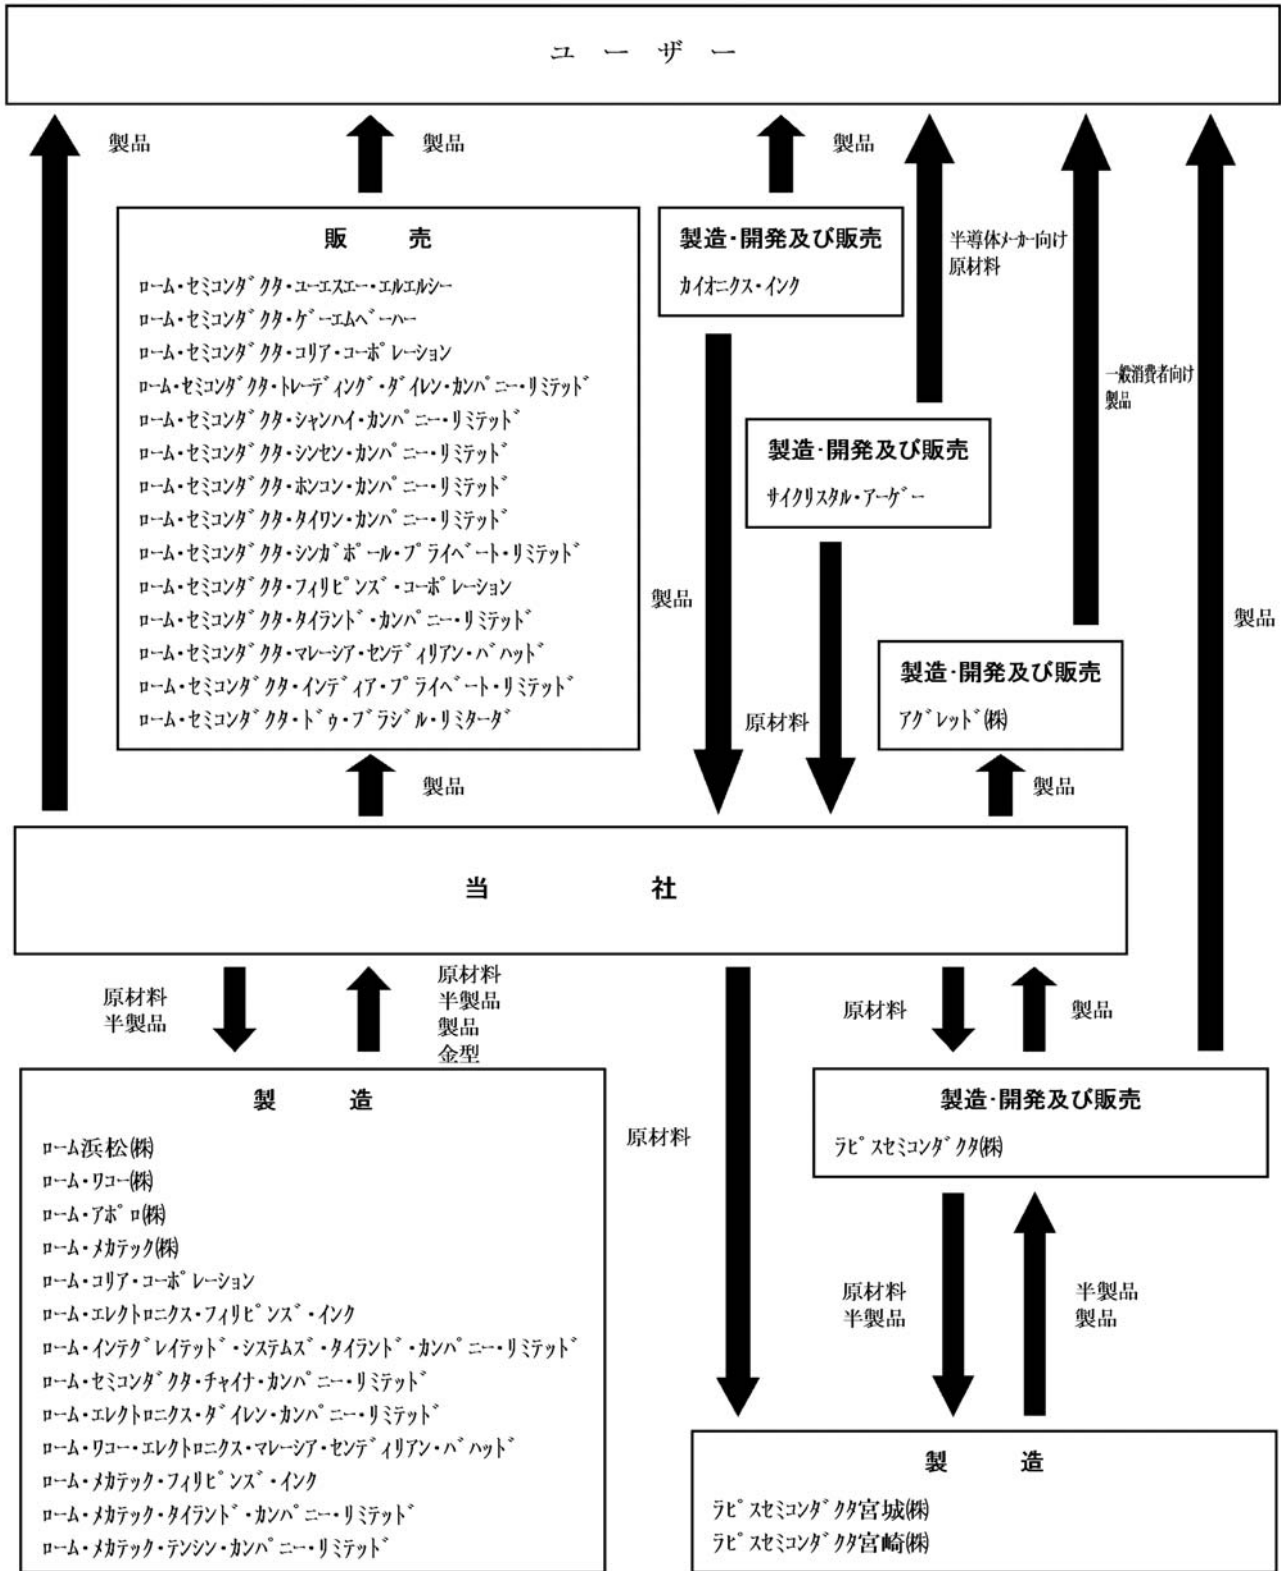 ユーザー
製品
製品
製品
販売
ﾛｰﾑ・ｾﾐｺﾝﾀﾞｸﾀ・ﾕｰｴｽｴｰ・ｴﾙｴﾙｼｰ
ﾛｰﾑ・ｾﾐｺﾝﾀﾞｸﾀ・ｹﾞｰｴﾑﾍﾞｰﾊｰ
ﾛｰﾑ・ｾﾐｺﾝﾀﾞｸﾀ・ｺﾘｱ・ｺｰﾎﾟﾚｰｼｮﾝ
ﾛｰﾑ・ｾﾐｺﾝﾀﾞｸﾀ・ﾄﾚｰﾃﾞｨﾝｸﾞ・ﾀﾞｲﾚﾝ・ｶﾝﾊﾟﾆｰ・ﾘﾐﾃｯﾄﾞ
ﾛｰﾑ・ｾﾐｺﾝﾀﾞｸﾀ・ｼｬﾝﾊｲ・ｶﾝﾊﾟﾆｰ・ﾘﾐﾃｯﾄﾞ
ﾛｰﾑ・ｾﾐｺﾝﾀﾞｸﾀ・ｼﾝｾﾝ・ｶﾝﾊﾟﾆｰ・ﾘﾐﾃｯﾄﾞ
ﾛｰﾑ・ｾﾐｺﾝﾀﾞｸﾀ・ﾎﾝｺﾝ・ｶﾝﾊﾟﾆｰ・ﾘﾐﾃｯﾄﾞ
ﾛｰﾑ・ｾﾐｺﾝﾀﾞｸﾀ・ﾀｲﾜﾝ・ｶﾝﾊﾟﾆｰ・ﾘﾐﾃｯﾄﾞ
ﾛｰﾑ・ｾﾐｺﾝﾀﾞｸﾀ・ｼﾝｶﾞﾎﾟｰﾙ・ﾌﾟﾗｲﾍﾞｰﾄ・ﾘﾐﾃｯﾄﾞ
ﾛｰﾑ・ｾﾐｺﾝﾀﾞｸﾀ・ﾌｨﾘﾋﾟﾝｽﾞ・ｺｰﾎﾟﾚｰｼｮﾝ
ﾛｰﾑ・ｾﾐｺﾝﾀﾞｸﾀ・ﾀｲﾗﾝﾄﾞ・ｶﾝﾊﾟﾆｰ・ﾘﾐﾃｯﾄﾞ
ﾛｰﾑ・ｾﾐｺﾝﾀﾞｸﾀ・ﾏﾚｰｼｱ・ｾﾝﾃﾞｨﾘｱﾝ・ﾊﾞﾊｯﾄﾞ
ﾛｰﾑ・ｾﾐｺﾝﾀﾞｸﾀ・ｲﾝﾃﾞｨｱ・ﾌﾟﾗｲﾍﾞｰﾄ・ﾘﾐﾃｯﾄﾞ
ﾛｰﾑ・ｾﾐｺﾝﾀﾞｸﾀ・ﾄﾞｩ・ﾌﾞﾗｼﾞﾙ・ﾘﾐﾀｰﾀﾞ
製造・開発及び販売
ｶｲｵﾆｸｽ・ｲﾝｸ
半導体ﾒｰｶｰ向け
原材料
一般消費者向け
製品
製造・開発及び販売
ｻｲｸﾘｽﾀﾙ・ｱｰｹﾞｰ
製品
製品
原材料
製造・開発及び販売
ｱｸﾞﾚｯﾄﾞ(株)
製品
製品
当社
原材料
半製品
原材料
半製品
製品
金型
原材料
製品
製造
ﾛｰﾑ浜松(株)
ﾛｰﾑ・ﾜｺｰ(株)
ﾛｰﾑ・ｱﾎﾟﾛ(株)
ﾛｰﾑ・ﾒｶﾃｯｸ(株)
ﾛｰﾑ・ｺﾘｱ・ｺｰﾎﾟﾚｰｼｮﾝ
ﾛｰﾑ・ｴﾚｸﾄﾛﾆｸｽ・ﾌｨﾘﾋﾟﾝｽﾞ・ｲﾝｸ
ﾛｰﾑ・ｲﾝﾃｸﾞﾚｲﾃｯﾄﾞ・ｼｽﾃﾑｽﾞ・ﾀｲﾗﾝﾄﾞ・ｶﾝﾊﾟﾆｰ・ﾘﾐﾃｯﾄﾞ
ﾛｰﾑ・ｾﾐｺﾝﾀﾞｸﾀ・ﾁｬｲﾅ・ｶﾝﾊﾟﾆｰ・ﾘﾐﾃｯﾄﾞ
ﾛｰﾑ・ｴﾚｸﾄﾛﾆｸｽ・ﾀﾞｲﾚﾝ・ｶﾝﾊﾟﾆｰ・ﾘﾐﾃｯﾄﾞ
ﾛｰﾑ・ﾜｺｰ・ｴﾚｸﾄﾛﾆｸｽ・ﾏﾚｰｼｱ・ｾﾝﾃﾞｨﾘｱﾝ・ﾊﾞﾊｯﾄﾞ
ﾛｰﾑ・ﾒｶﾃｯｸ・ﾌｨﾘﾋﾟﾝｽﾞ・ｲﾝｸ
ﾛｰﾑ・ﾒｶﾃｯｸ・ﾀｲﾗﾝﾄﾞ・ｶﾝﾊﾟﾆｰ・ﾘﾐﾃｯﾄﾞ
ﾛｰﾑ・ﾒｶﾃｯｸ・ﾃﾝｼﾝ・ｶﾝﾊﾟﾆｰ・ﾘﾐﾃｯﾄﾞ
原材料
製造・開発及び販売
ﾗﾋﾟｽｾﾐｺﾝﾀﾞｸﾀ(株)
原材料
半製品
半製品
製品
製造
ﾗﾋﾟｽｾﾐｺﾝﾀﾞｸﾀ宮城(株)
ﾗﾋﾟｽｾﾐｺﾝﾀﾞｸﾀ宮崎(株)